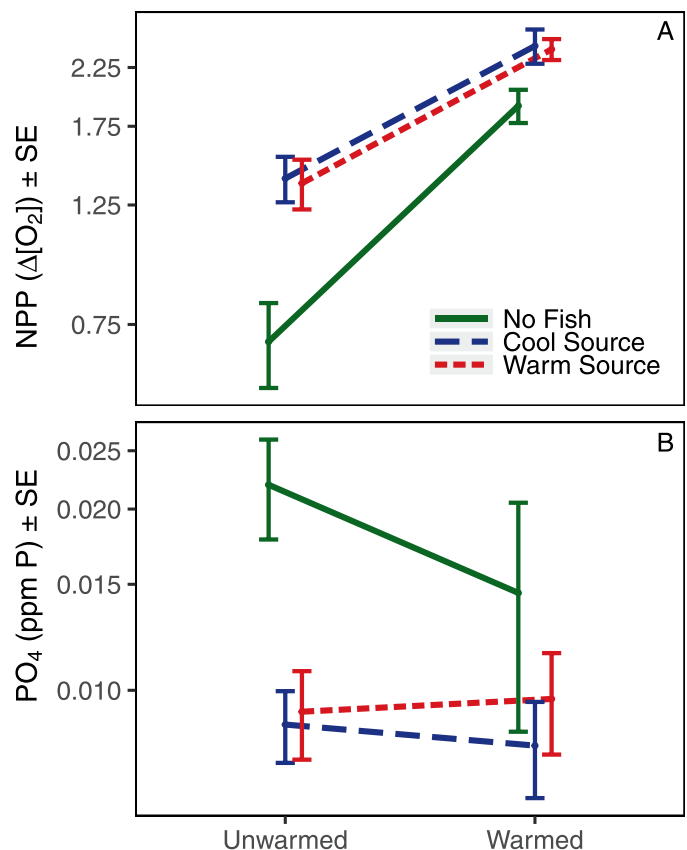 A
NPP (Δ[O₂]) ± SE
2.25
1.75
1.25
0.75
No Fish
Cool Source
Warm Source
B
PO₄ (ppm P) ± SE
0.025
0.020
0.015
0.010
Unwarmed Warmed